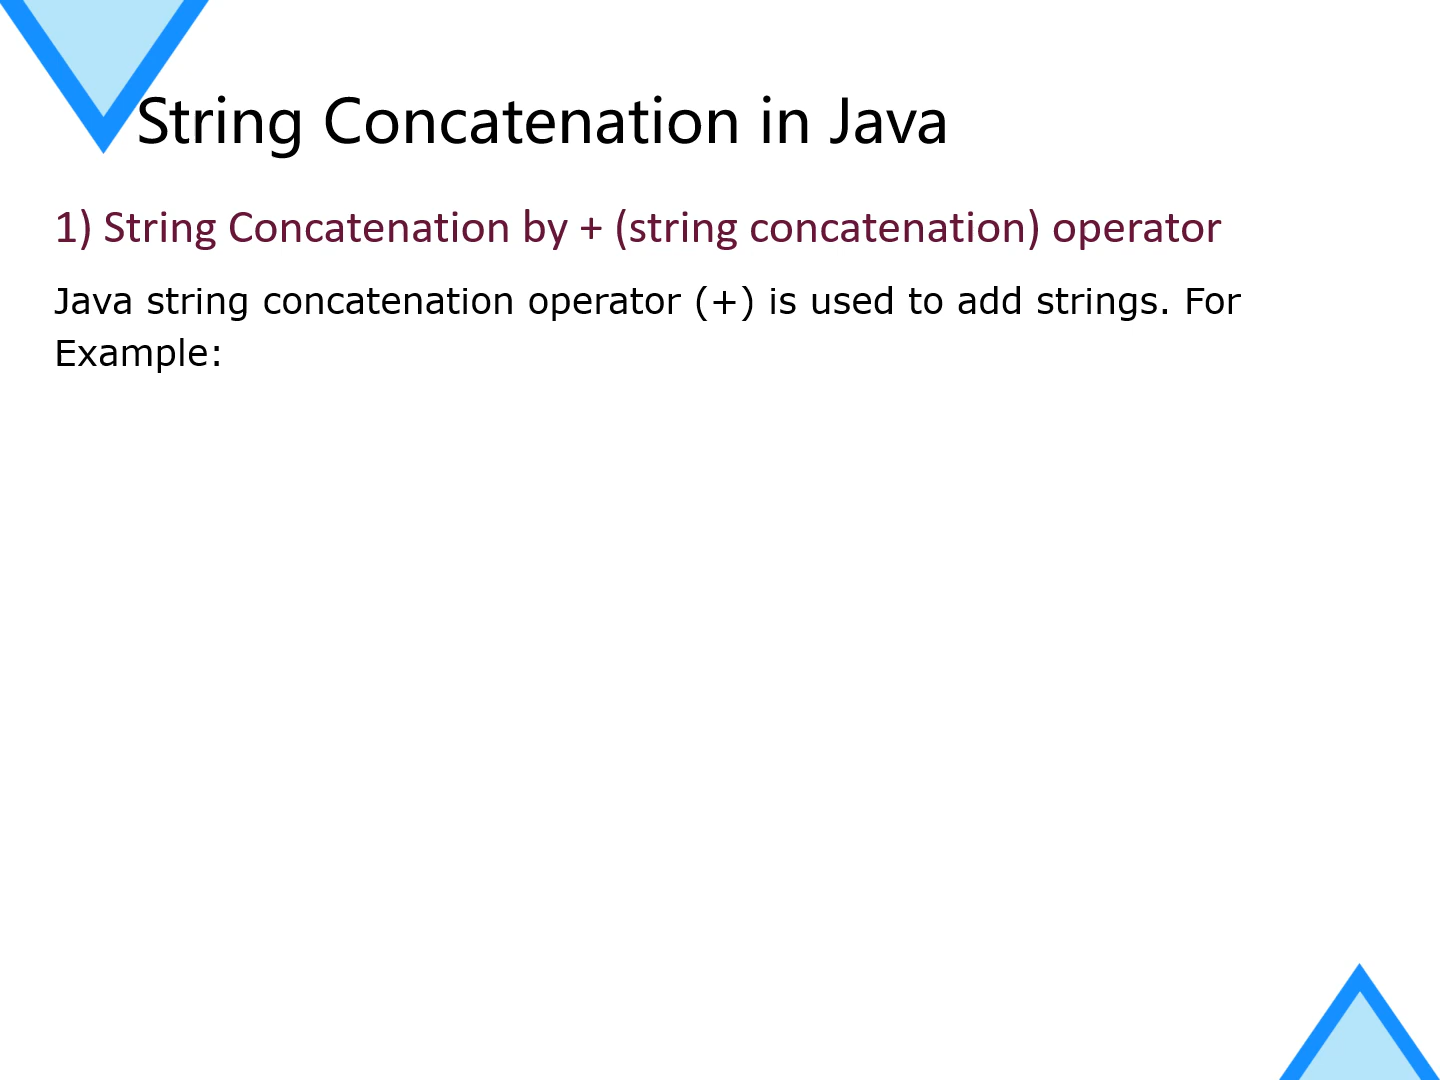 String Concatenation in Java
1) String Concatenation by + (string concatenation) operator
Java string concatenation operator (+) is used to add strings. For
Example: